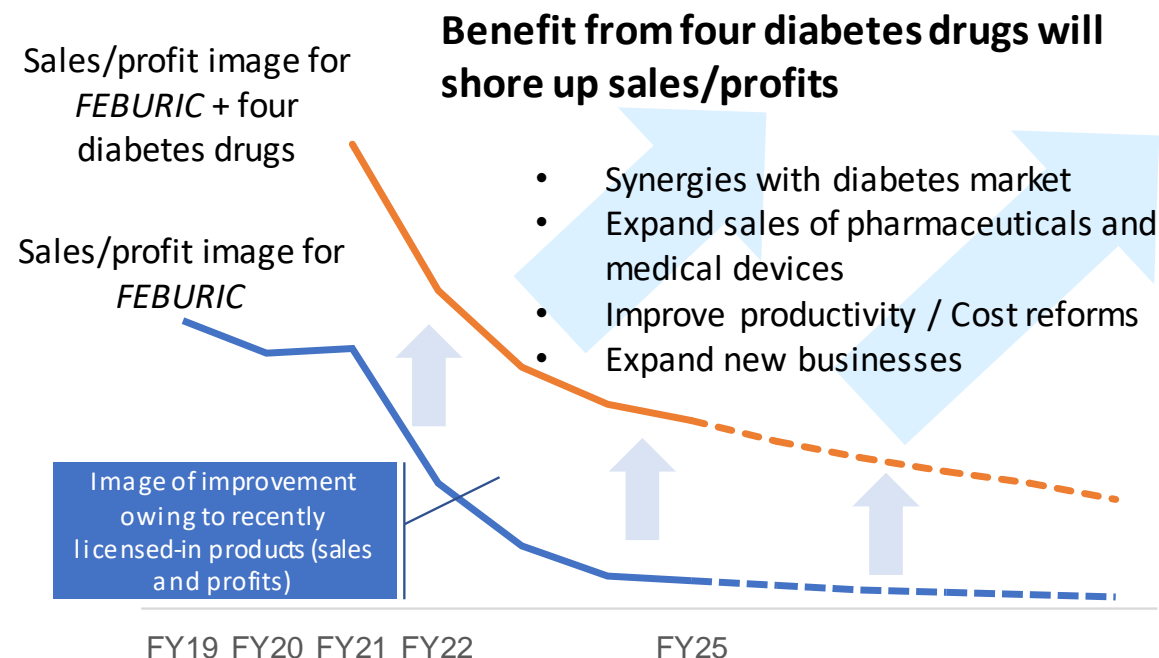 Benefit from four diabetes drugs will
shore up sales/profits
Sales/profit image for
FEBURIC + four
diabetes drugs
• Synergies with diabetes market
• Expand sales of pharmaceuticals and
medical devices
• Improve productivity / Cost reforms
• Expand new businesses
Sales/profit image for
FEBURIC
Image of improvement
owing to recently
licensed-in products (sales
and profits)
FY19 FY20 FY21 FY22 FY25